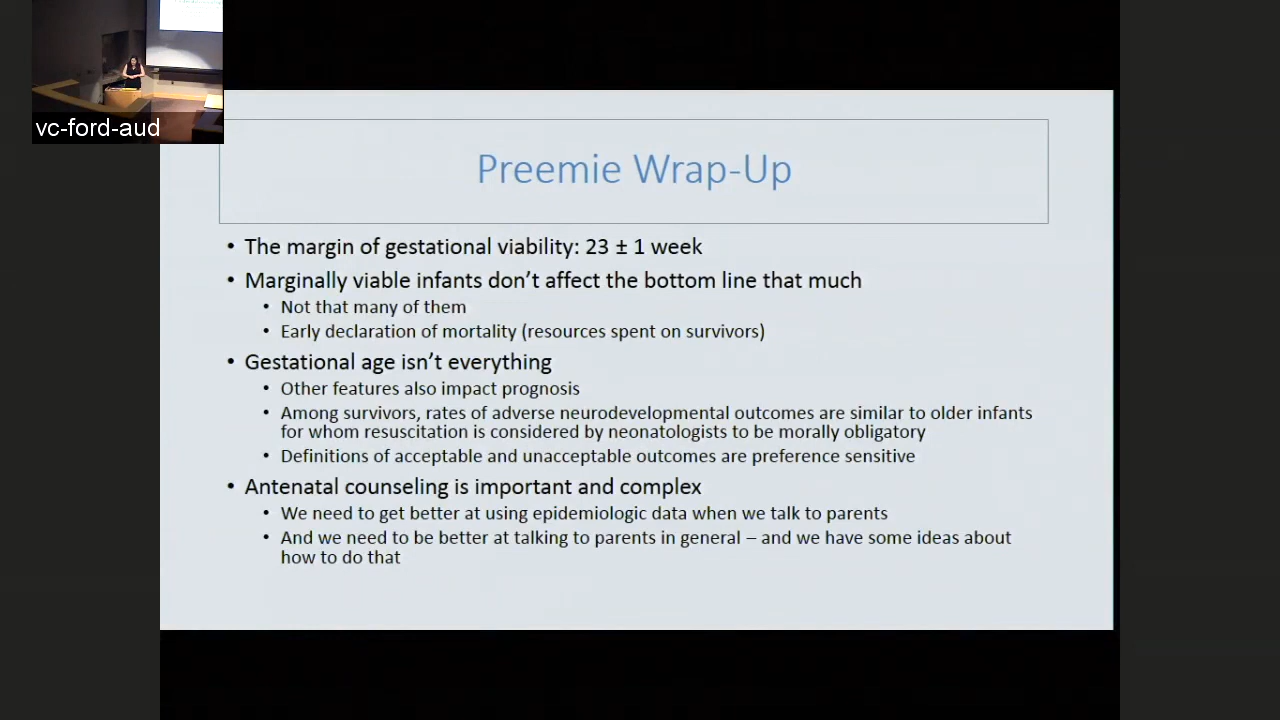 vc-ford-aud
Preemie Wrap-Up
• The margin of gestational viability: 23 ± 1 week
• Marginally viable infants don’t affect the bottom line that much
• Not that many of them
• Early declaration of mortality (resources spent on survivors)
• Gestational age isn’t everything
• Other features also impact prognosis
• Among survivors, rates of adverse neurodevelopmental outcomes are similar to older infants
for whom resuscitation is considered by neonatologists to be morally obligatory
• Definitions of acceptable and unacceptable outcomes are preference sensitive
• Antenatal counseling is important and complex
• We need to get better at using epidemiologic data when we talk to parents
• And we need to be better at talking to parents in general – and we have some ideas about
how to do that